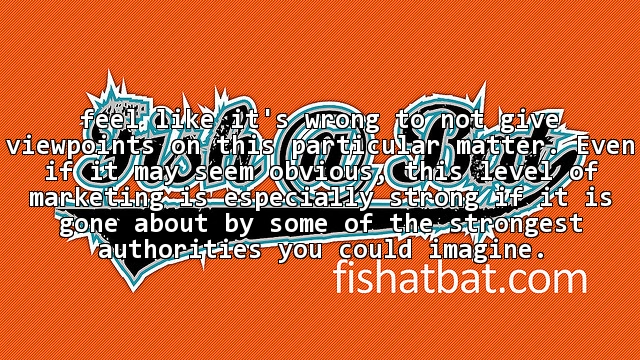 feel like it's wrong to not give
viewpoints on this particular matter. Even
if it may seem obvious, this level of
marketing is especially strong if it is
gone about by some of the strongest
authorities you could imagine.
Fish @ Bat
fishatbat.com